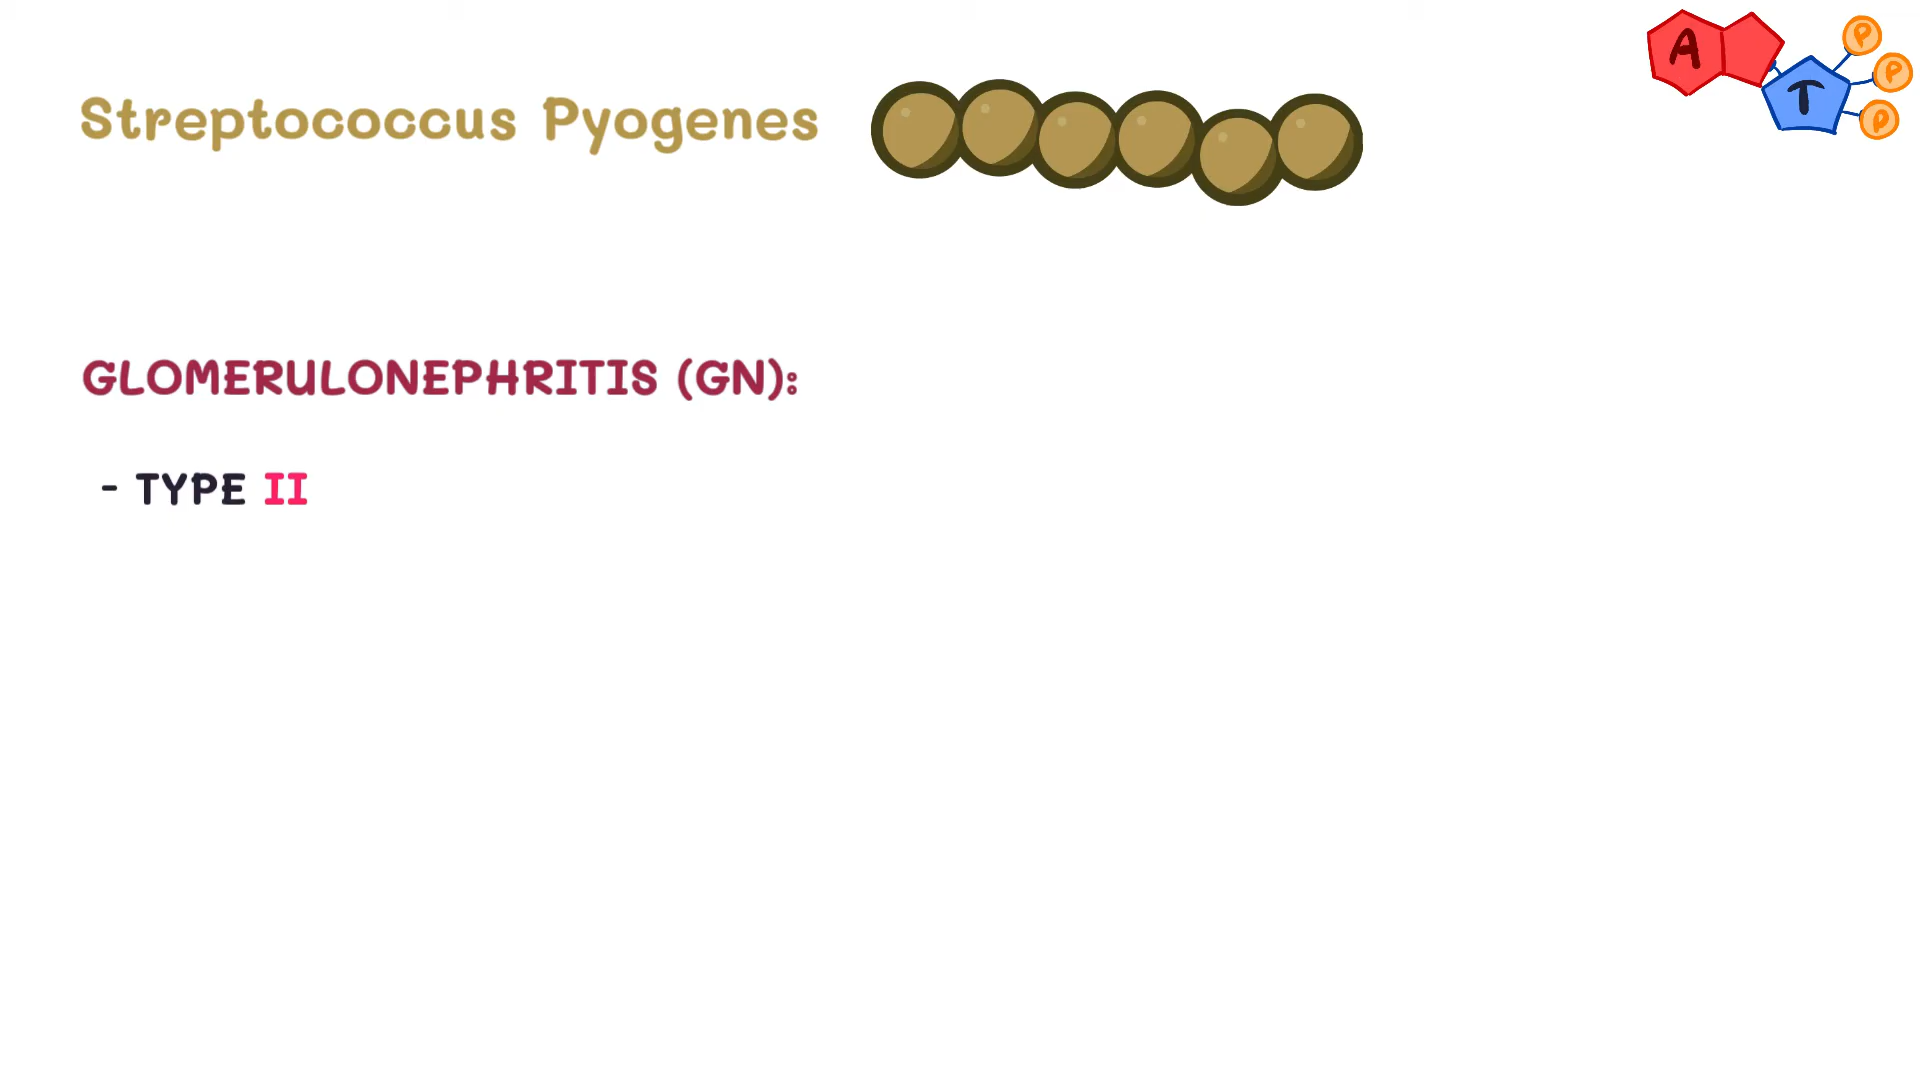 Streptococcus Pyogenes
A
T
P
P
P
GLOMERULONEPHRITIS (GN):
- TYPE II